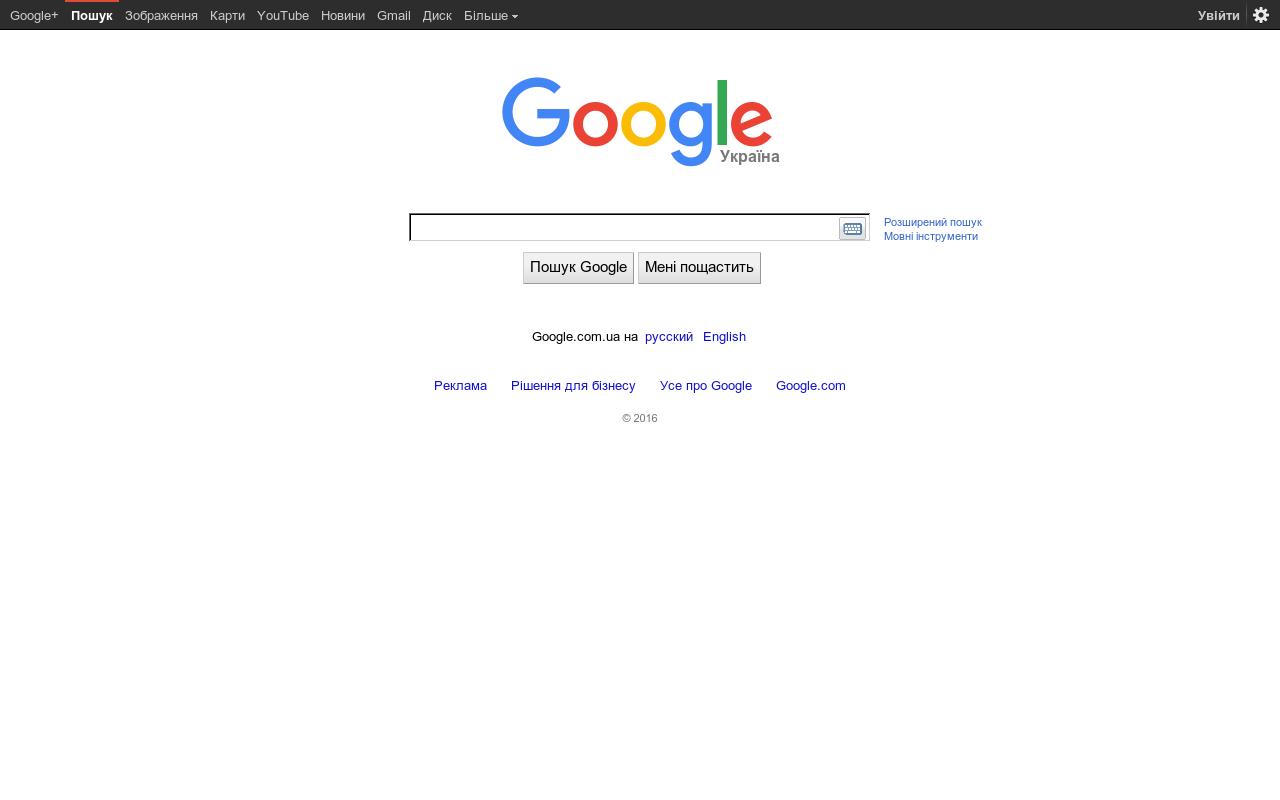 Google+ Пошук Зображення Карти YouTube Новини Gmail Диск Більше Увійти
Google
Україна
Розширений пошук
Мовні інструменти
Пошук Google Мені пощастить
Google.com.ua на русский English
Реклама Рішення для бізнесу Усе про Google Google.com
© 2016